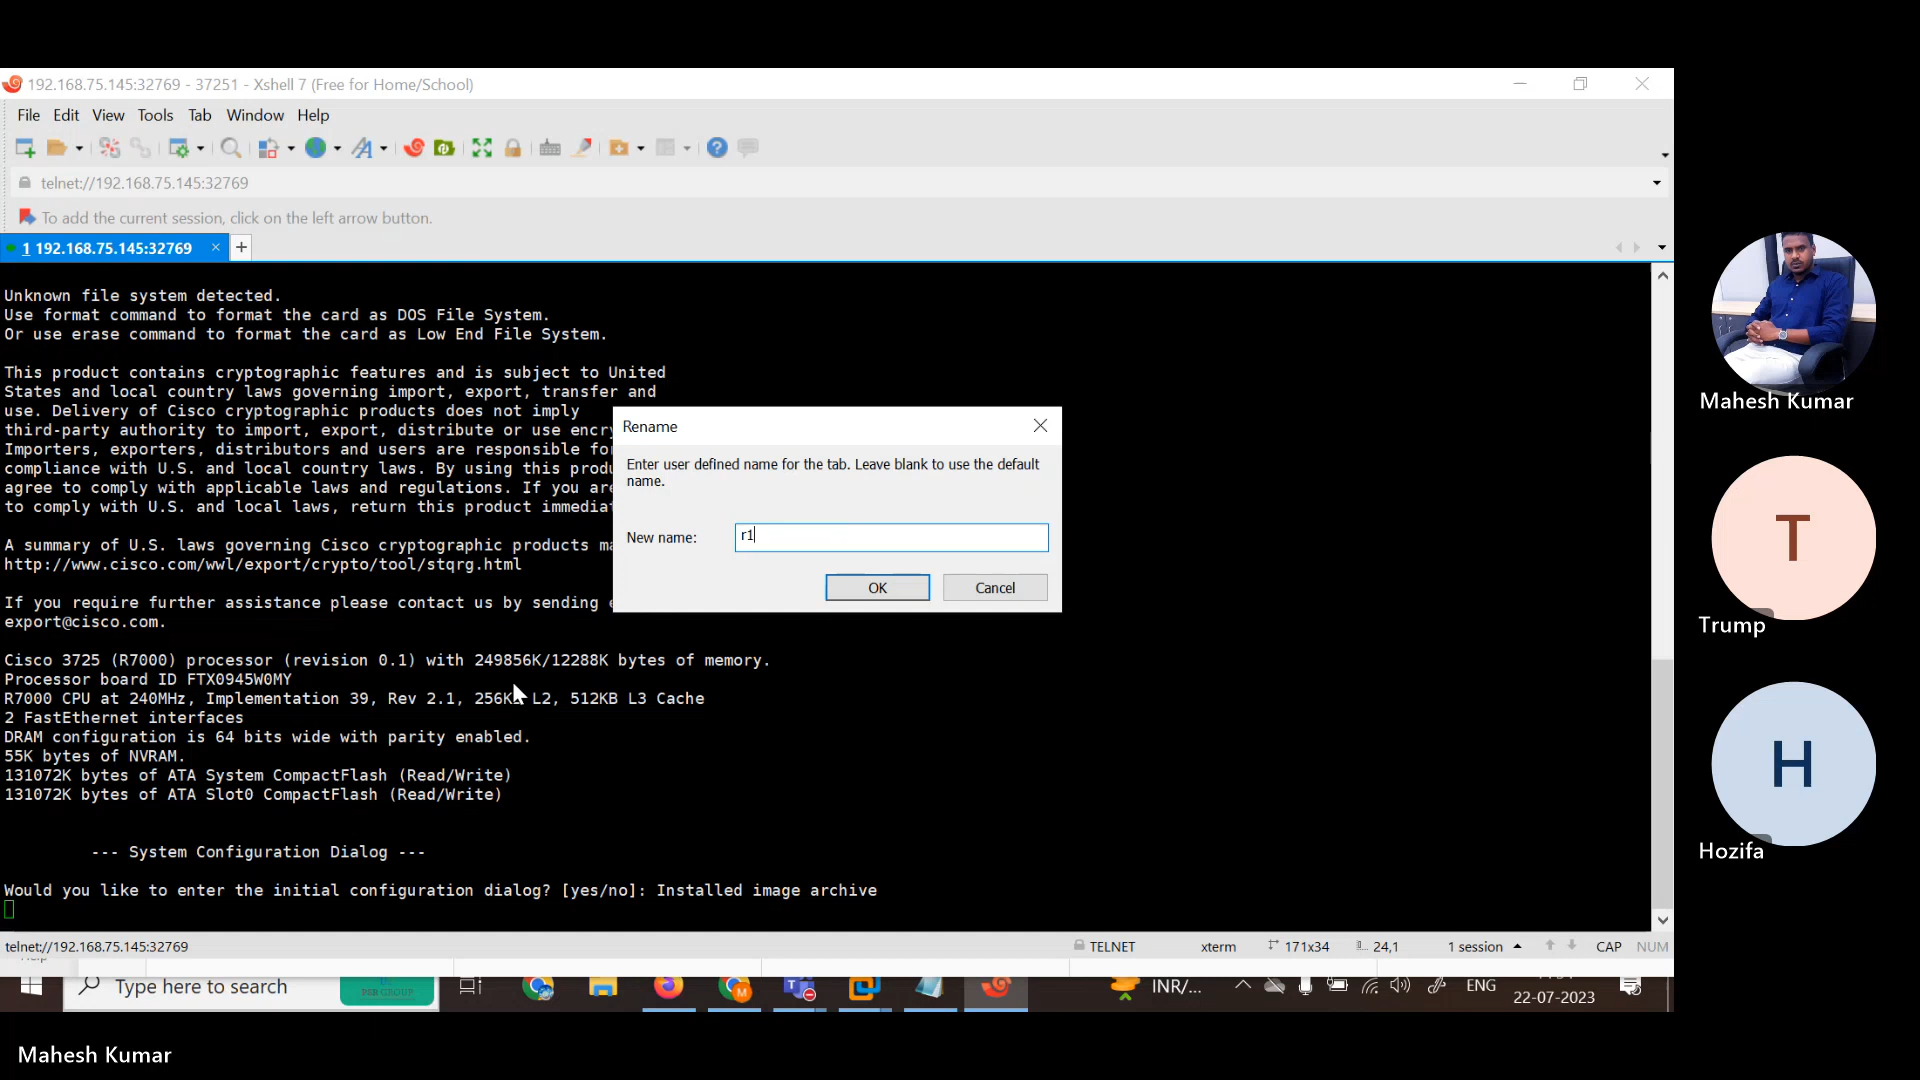 192.168.75.145:32769 - 37251 - Xshell 7 (Free for Home/School)
File Edit View Tools Tab Window Help
telnet://192.168.75.145:32769
To add the current session, click on the left arrow button.
1 192.168.75.145:32769
Unknown file system detected.
Use format command to format the card as DOS File System.
Or use erase command to format the card as Low End File System.
This product contains cryptographic features and is subject to United
States and local country laws governing import, export, transfer and
use. Delivery of Cisco cryptographic products does not imply
third-party authority to import, export, distribute or use encry
Importers, exporters, distributors and users are responsible fo
compliance with U.S. and local country laws. By using this produ
agree to comply with applicable laws and regulations. If you are
to comply with U.S. and local laws, return this product immediat
A summary of U.S. laws governing Cisco cryptographic products ma
http://www.cisco.com/wwl/export/crypto/tool/stqrg.html
If you require further assistance please contact us by sending e
export@cisco.com.
Cisco 3725 (R7000) processor (revision 0.1) with 249856K/12288K bytes of memory.
Processor board ID FTX0945W0MY
R7000 CPU at 240MHz, Implementation 39, Rev 2.1, 256K L2, 512KB L3 Cache
2 FastEthernet interfaces
DRAM configuration is 64 bits wide with parity enabled.
55K bytes of NVRAM.
131072K bytes of ATA System CompactFlash (Read/Write)
131072K bytes of ATA Slot0 CompactFlash (Read/Write)
--- System Configuration Dialog ---
Would you like to enter the initial configuration dialog? [yes/no]: Installed image archive
Rename
Enter user defined name for the tab. Leave blank to use the default
name.
New name: r1
OK Cancel
telnet://192.168.75.145:32769 TELNET xterm 171x34 24,1 1 session CAP NUM
Type here to search PSB GROUP INR/... ENG
22-07-2023
Mahesh Kumar
T
Trump
H
Hozifa
Mahesh Kumar